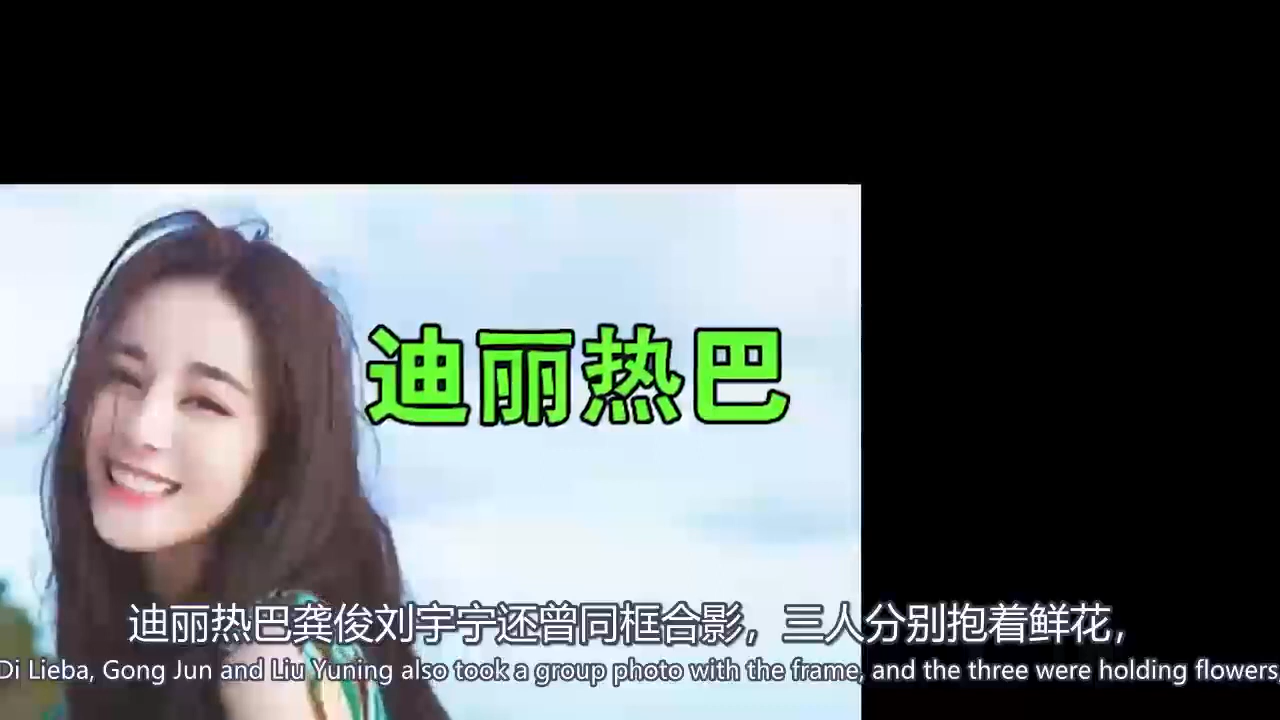 迪丽热巴
迪丽热巴龚俊刘宇宁还曾同框合影，三人分别抱着鲜花，
Di Lieba, Gong Jun and Liu Yuning also took a group photo with the frame, and the three were holding flowers,